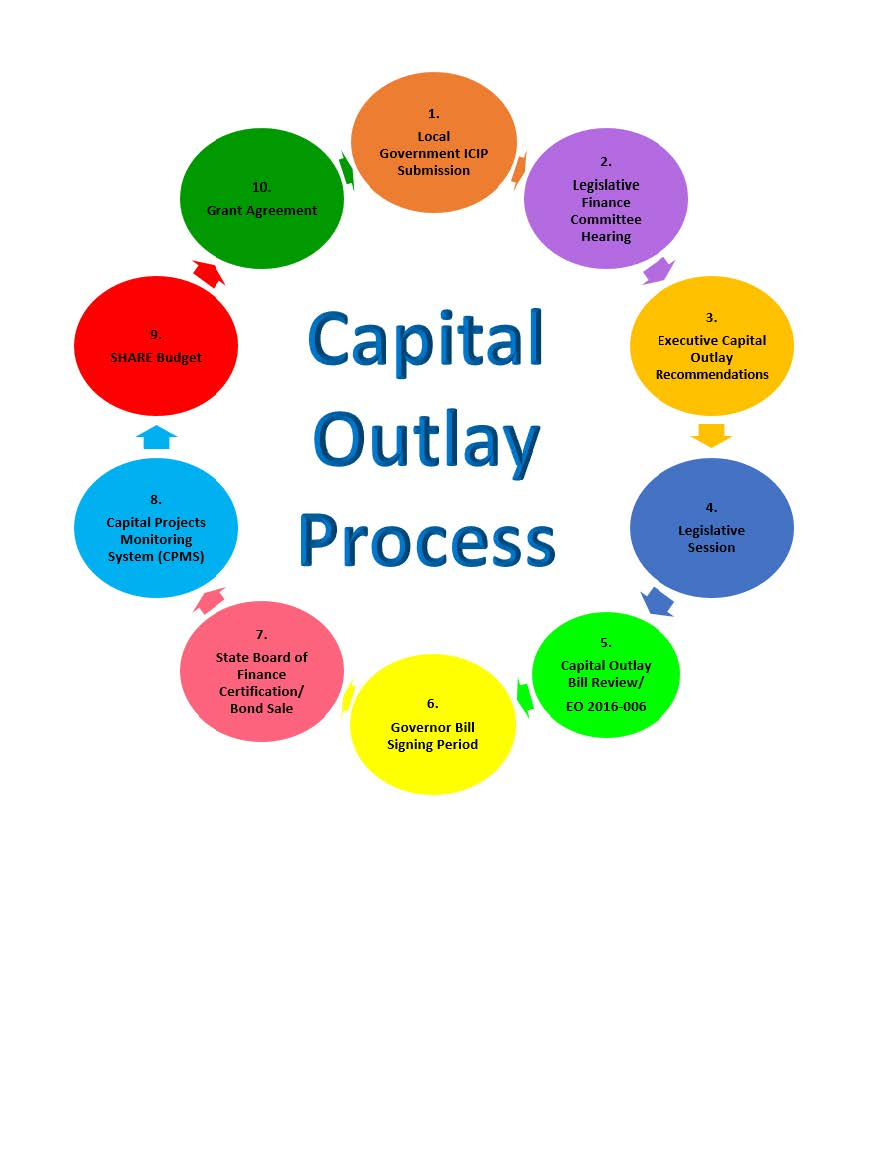 1.
Local
Government ICIP
Submission
2.
Legislative
Finance
Committee
Hearing
3.
Executive Capital
Outlay
Recommendations
4.
Legislative
Session
5.
Capital Outlay
Bill Review/
EO 2016-006
6.
Governor Bill
Signing Period
7.
State Board of
Finance
Certification/
Bond Sale
8.
Capital Projects
Monitoring
System (CPMS)
9.
SHARE Budget
10.
Grant Agreement
Capital
Outlay
Process